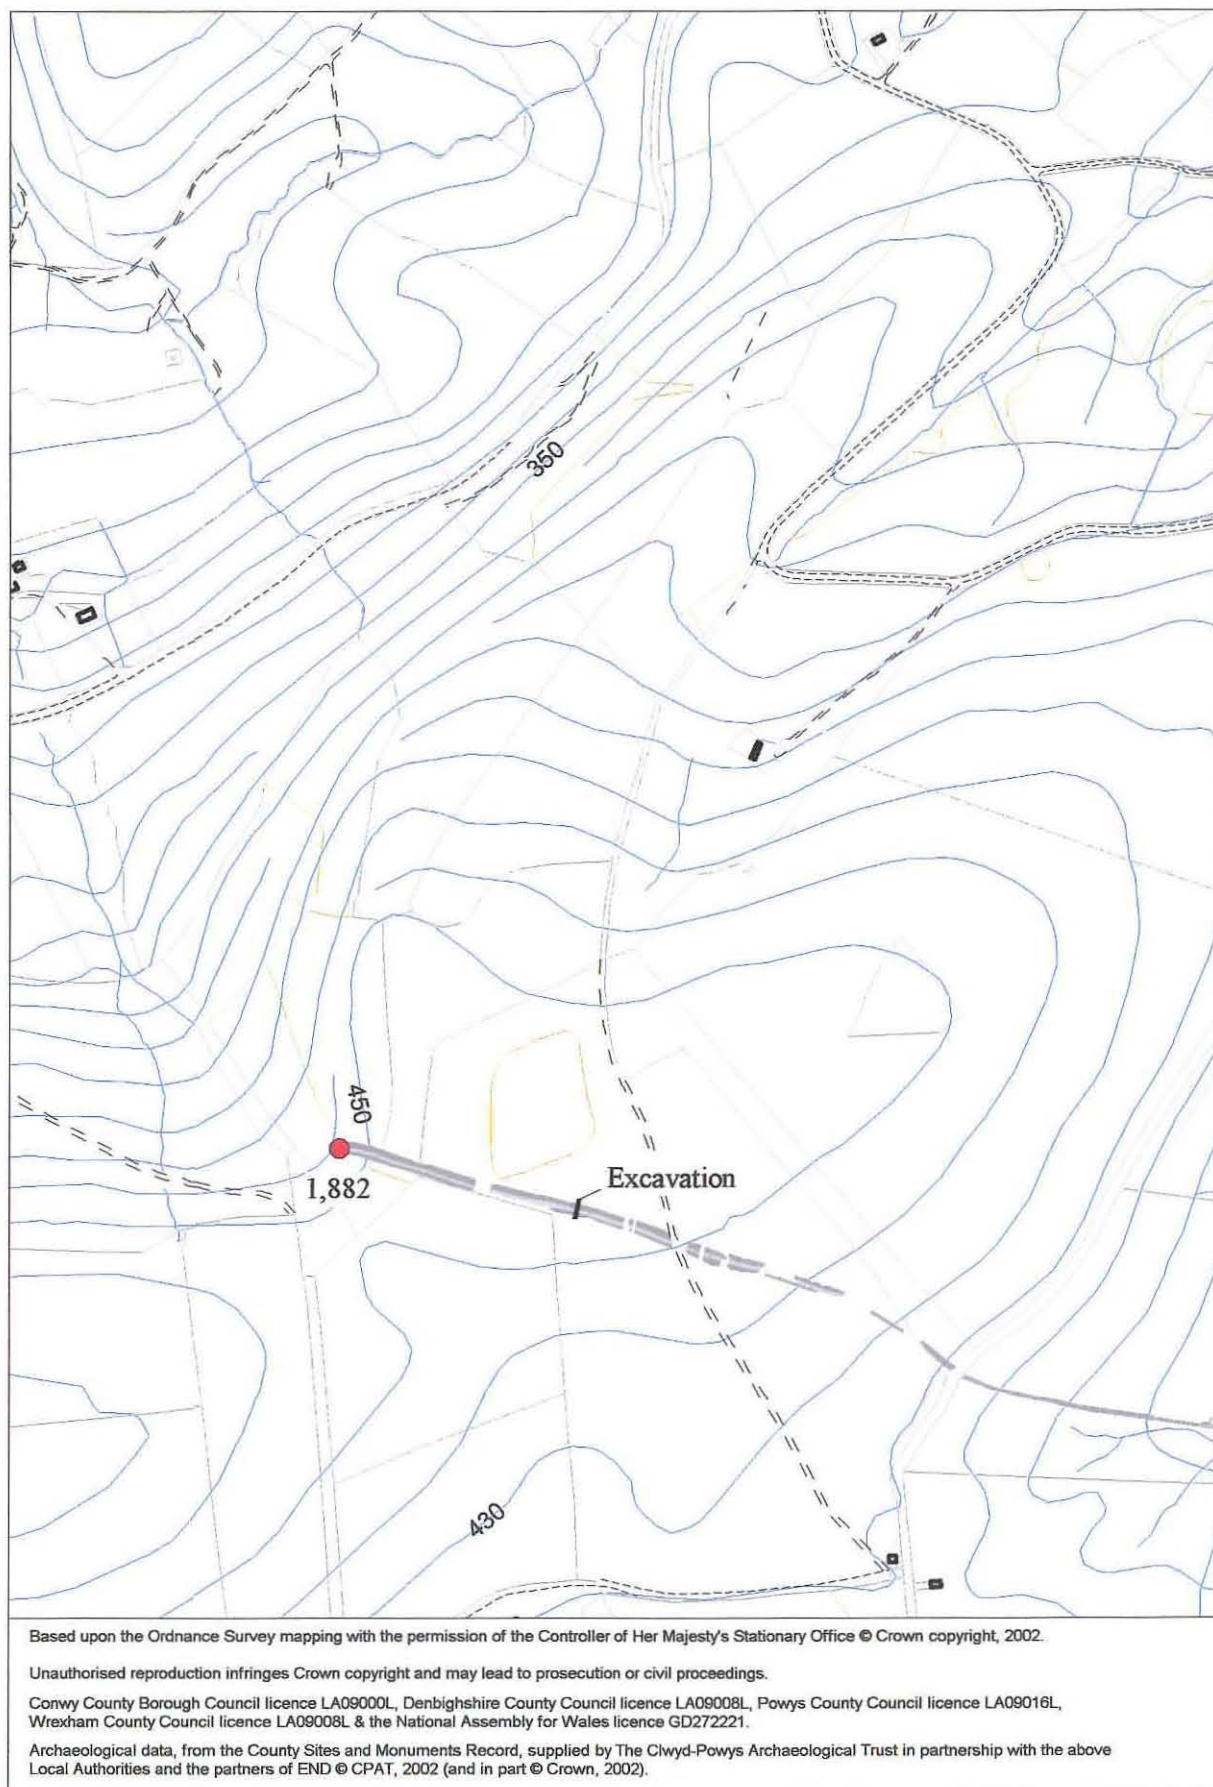 350
450
1,882
Excavation
430
Based upon the Ordnance Survey mapping with the permission of the Controller of Her Majesty's Stationary Office © Crown copyright, 2002.
Unauthorised reproduction infringes Crown copyright and may lead to prosecution or civil proceedings.
Conwy County Borough Council licence LA09000L, Denbighshire County Council licence LA09008L, Powys County Council licence LA09016L,
Wrexham County Council licence LA09008L & the National Assembly for Wales licence GD272221.
Archaeological data, from the County Sites and Monuments Record, supplied by The Clwyd-Powys Archaeological Trust in partnership with the above
Local Authorities and the partners of END © CPAT, 2002 (and in part © Crown, 2002).